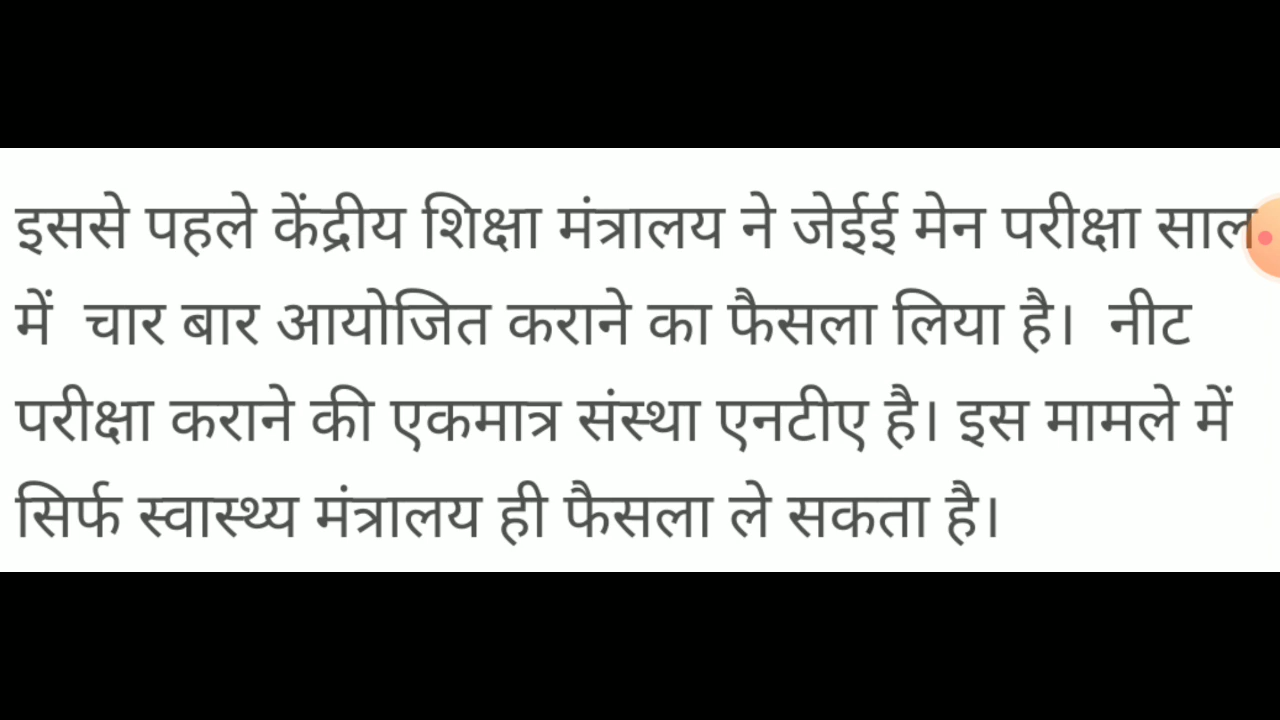 इससे पहले केंद्रीय शिक्षा मंत्रालय ने जेईई मेन परीक्षा साल
में चार बार आयोजित कराने का फैसला लिया है। नीट
परीक्षा कराने की एकमात्र संस्था एनटीए है। इस मामले में
सिर्फ स्वास्थ्य मंत्रालय ही फैसला ले सकता है।